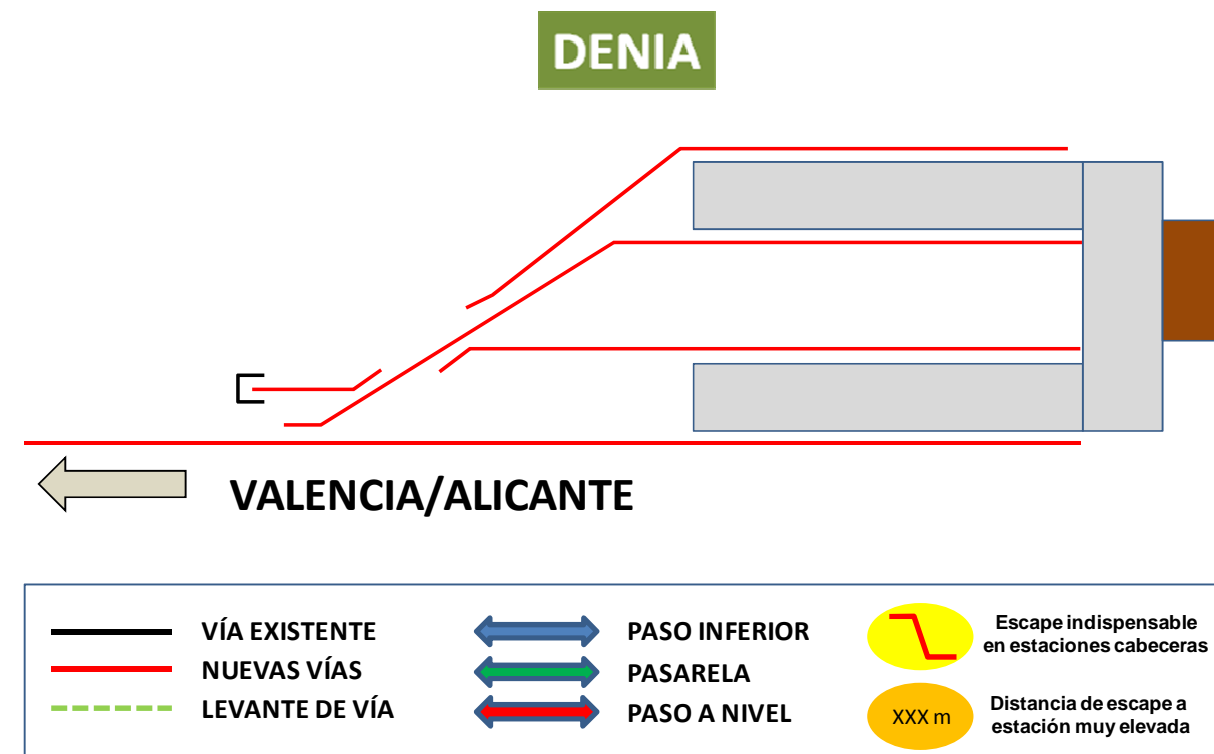 DENIA
VALENCIA/ALICANTE
VÍA EXISTENTE
NUEVAS VÍAS
LEVANTE DE VÍA
PASO INFERIOR
PASARELA
PASO A NIVEL
Escape indispensable
en estaciones cabeceras
XXX m
Distancia de escape a
estación muy elevada